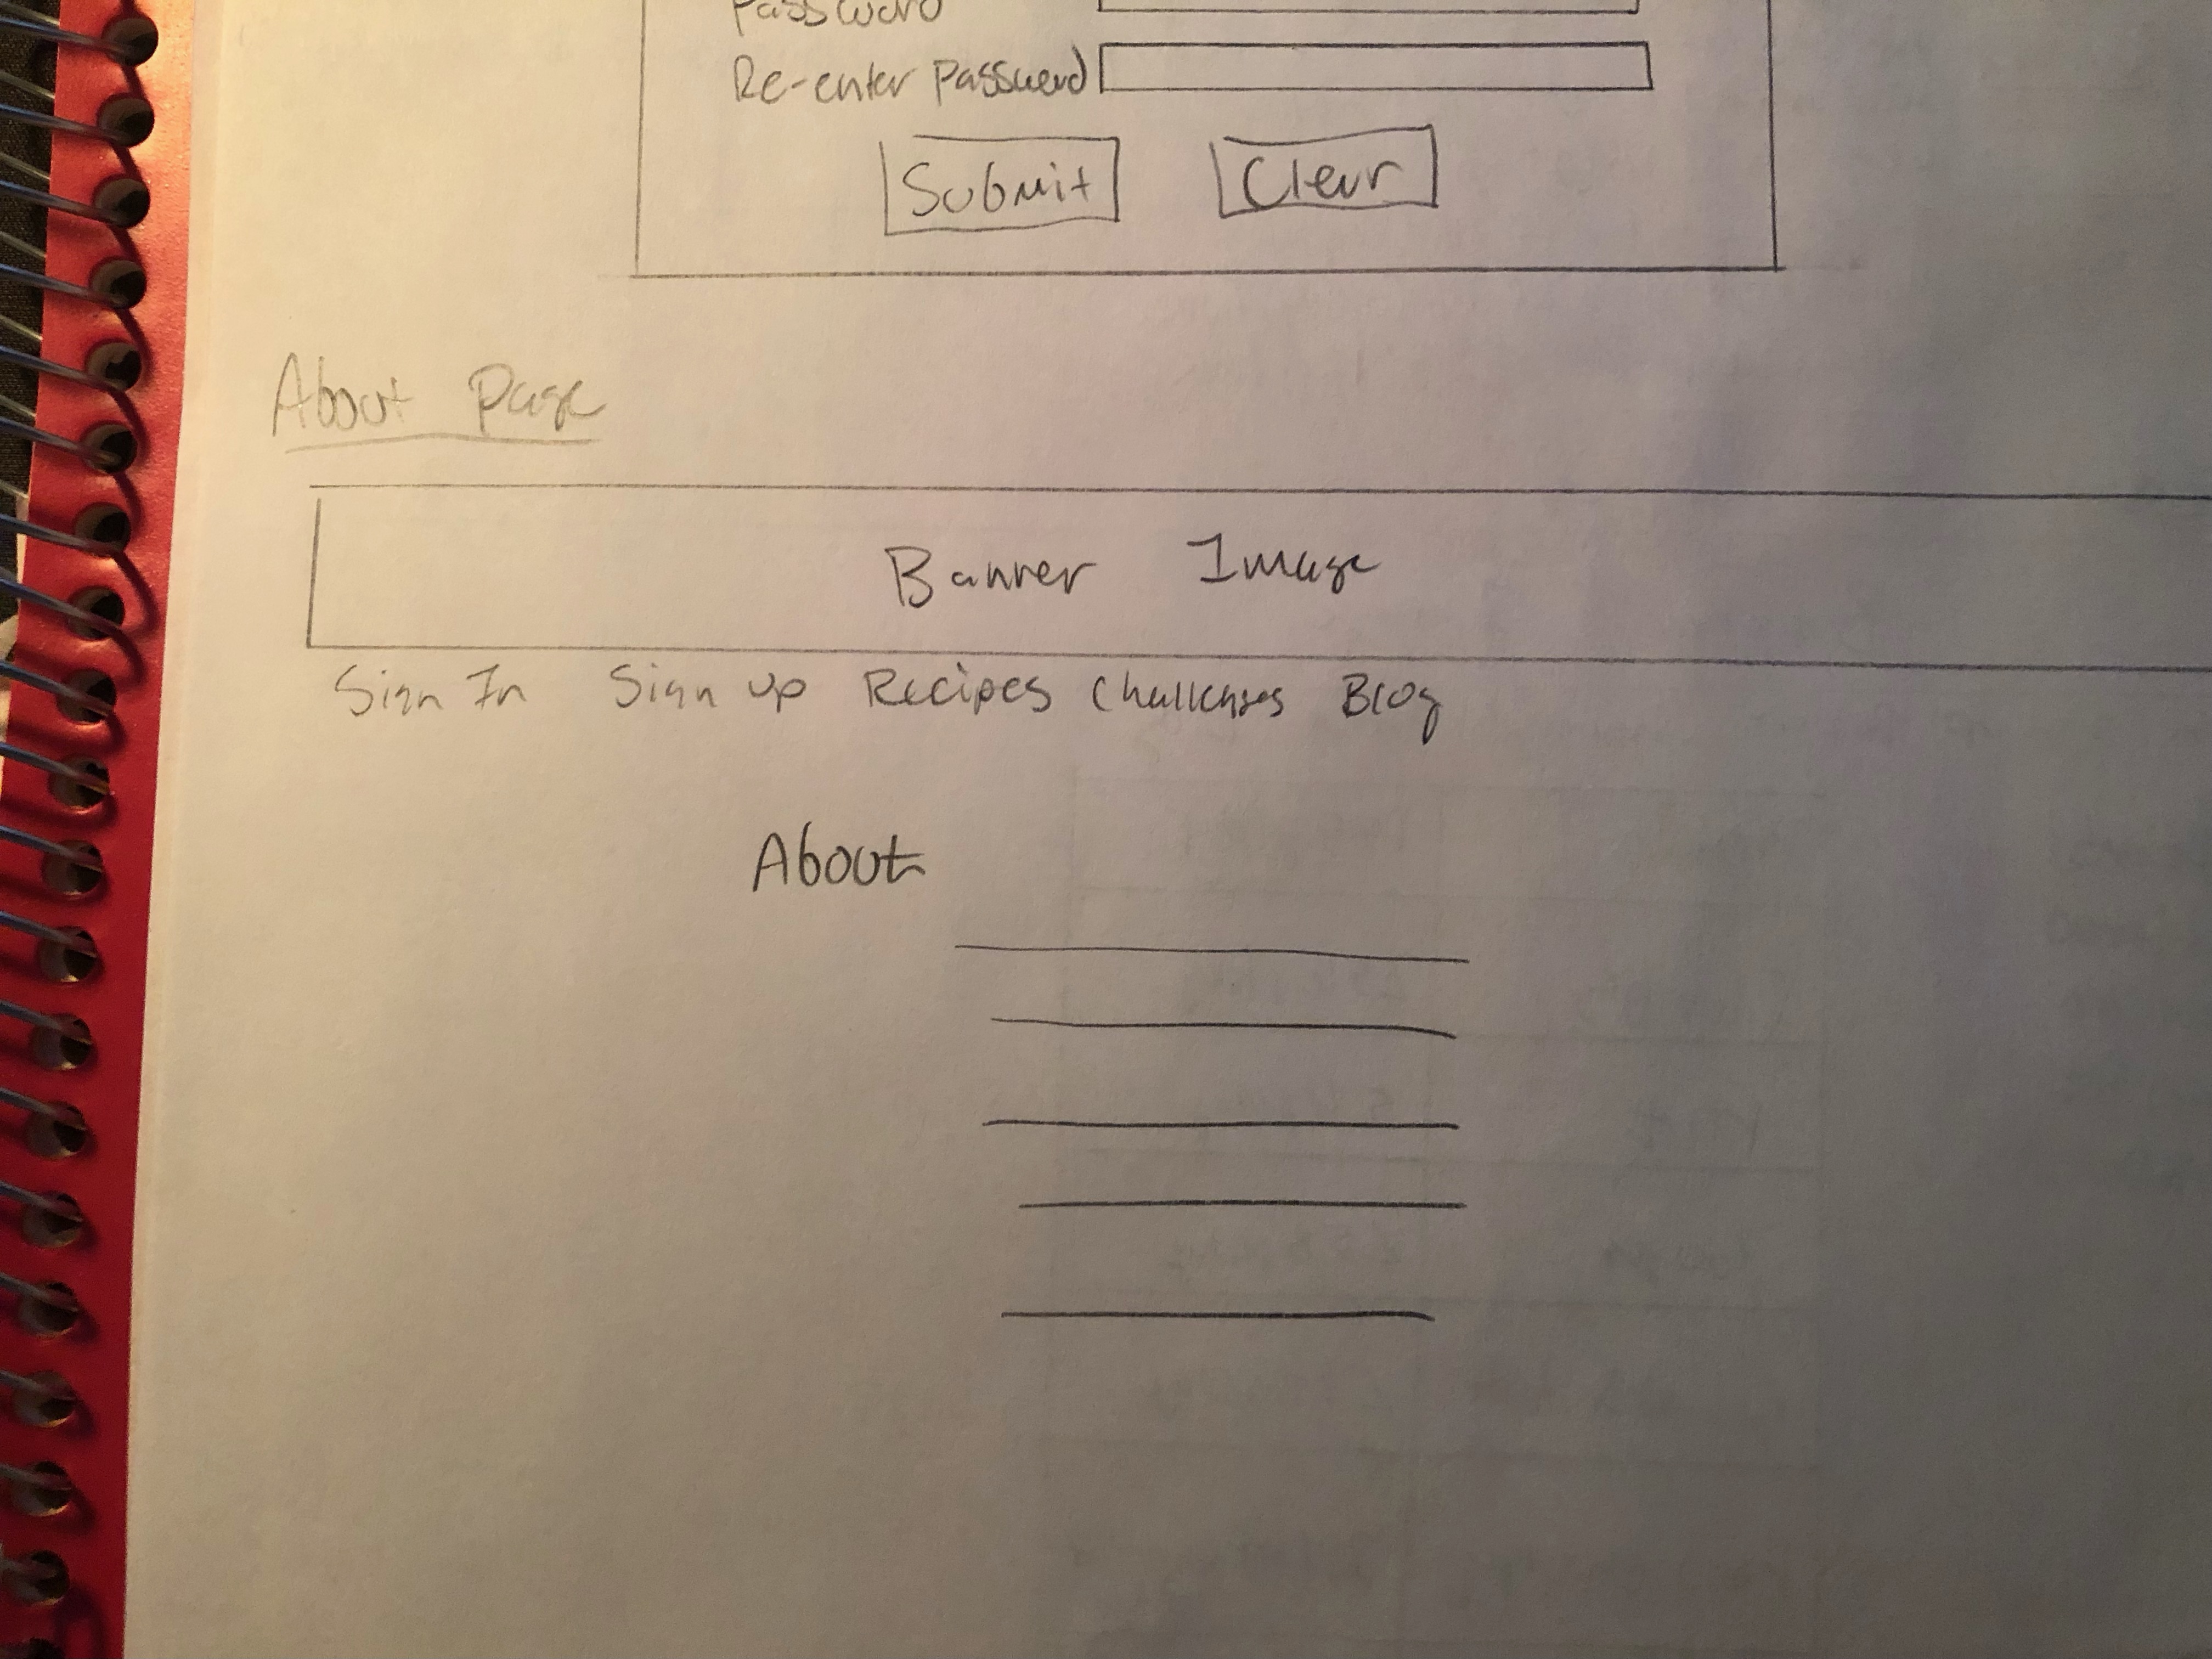 Password
Re-enter Password
Submit Clear
About Page
Banner Image
Sign In Sign up Recipes Challenges Blog
About